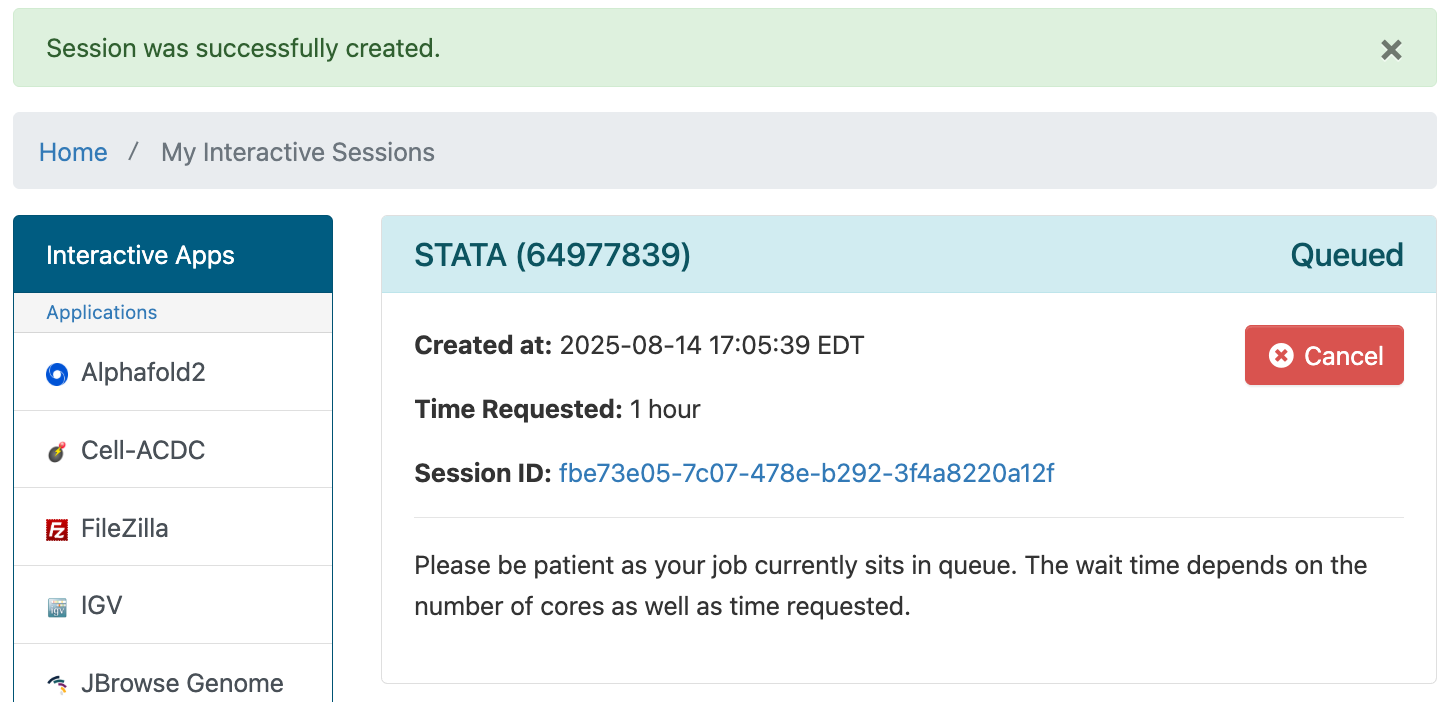 Session was successfully created.
Home / My Interactive Sessions
Interactive Apps
Applications
Alphafold2
Cell-ACDC
FileZilla
IGV
JBrowse Genome
STATA (64977839) Queued
Created at: 2025-08-14 17:05:39 EDT
Cancel
Time Requested: 1 hour
Session ID: fbe73e05-7c07-478e-b292-3f4a8220a12f
Please be patient as your job currently sits in queue. The wait time depends on the
number of cores as well as time requested.